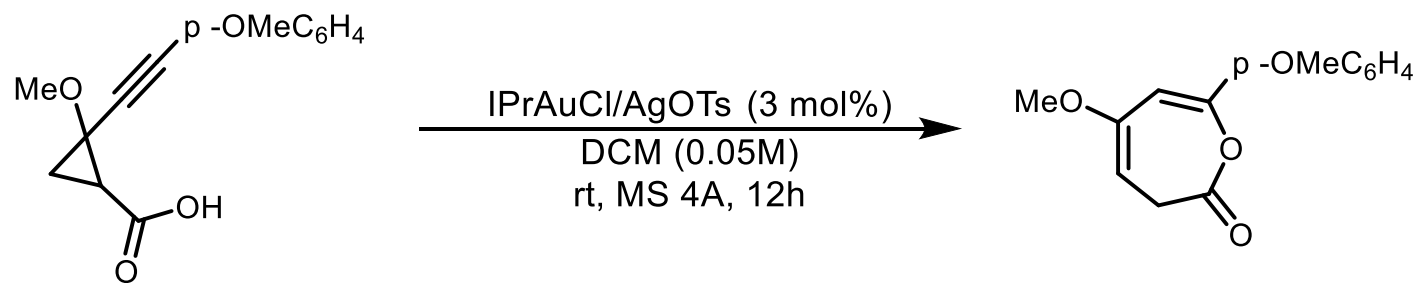 p -OMeC6H4
MeO
OH
O
IPrAuCl/AgOTs (3 mol%)
DCM (0.05M)
rt, MS 4A, 12h
p -OMeC6H4
MeO
O
O